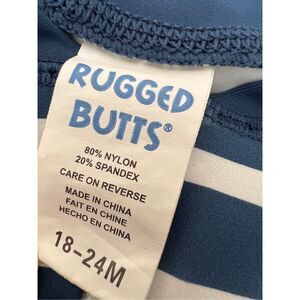 RUGGED
BUTTS®
80% NYLON
20% SPANDEX
CARE ON REVERSE
MADE IN CHINA
FAIT EN CHINE
HECHO EN CHINA
18-24M